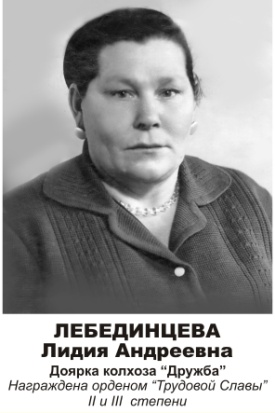 ЛЕБЕДИНЦЕВА
Лидия Андреевна
Доярка колхоза “Дружба”
Награждена орденом “Трудовой Славы”
II и III степени